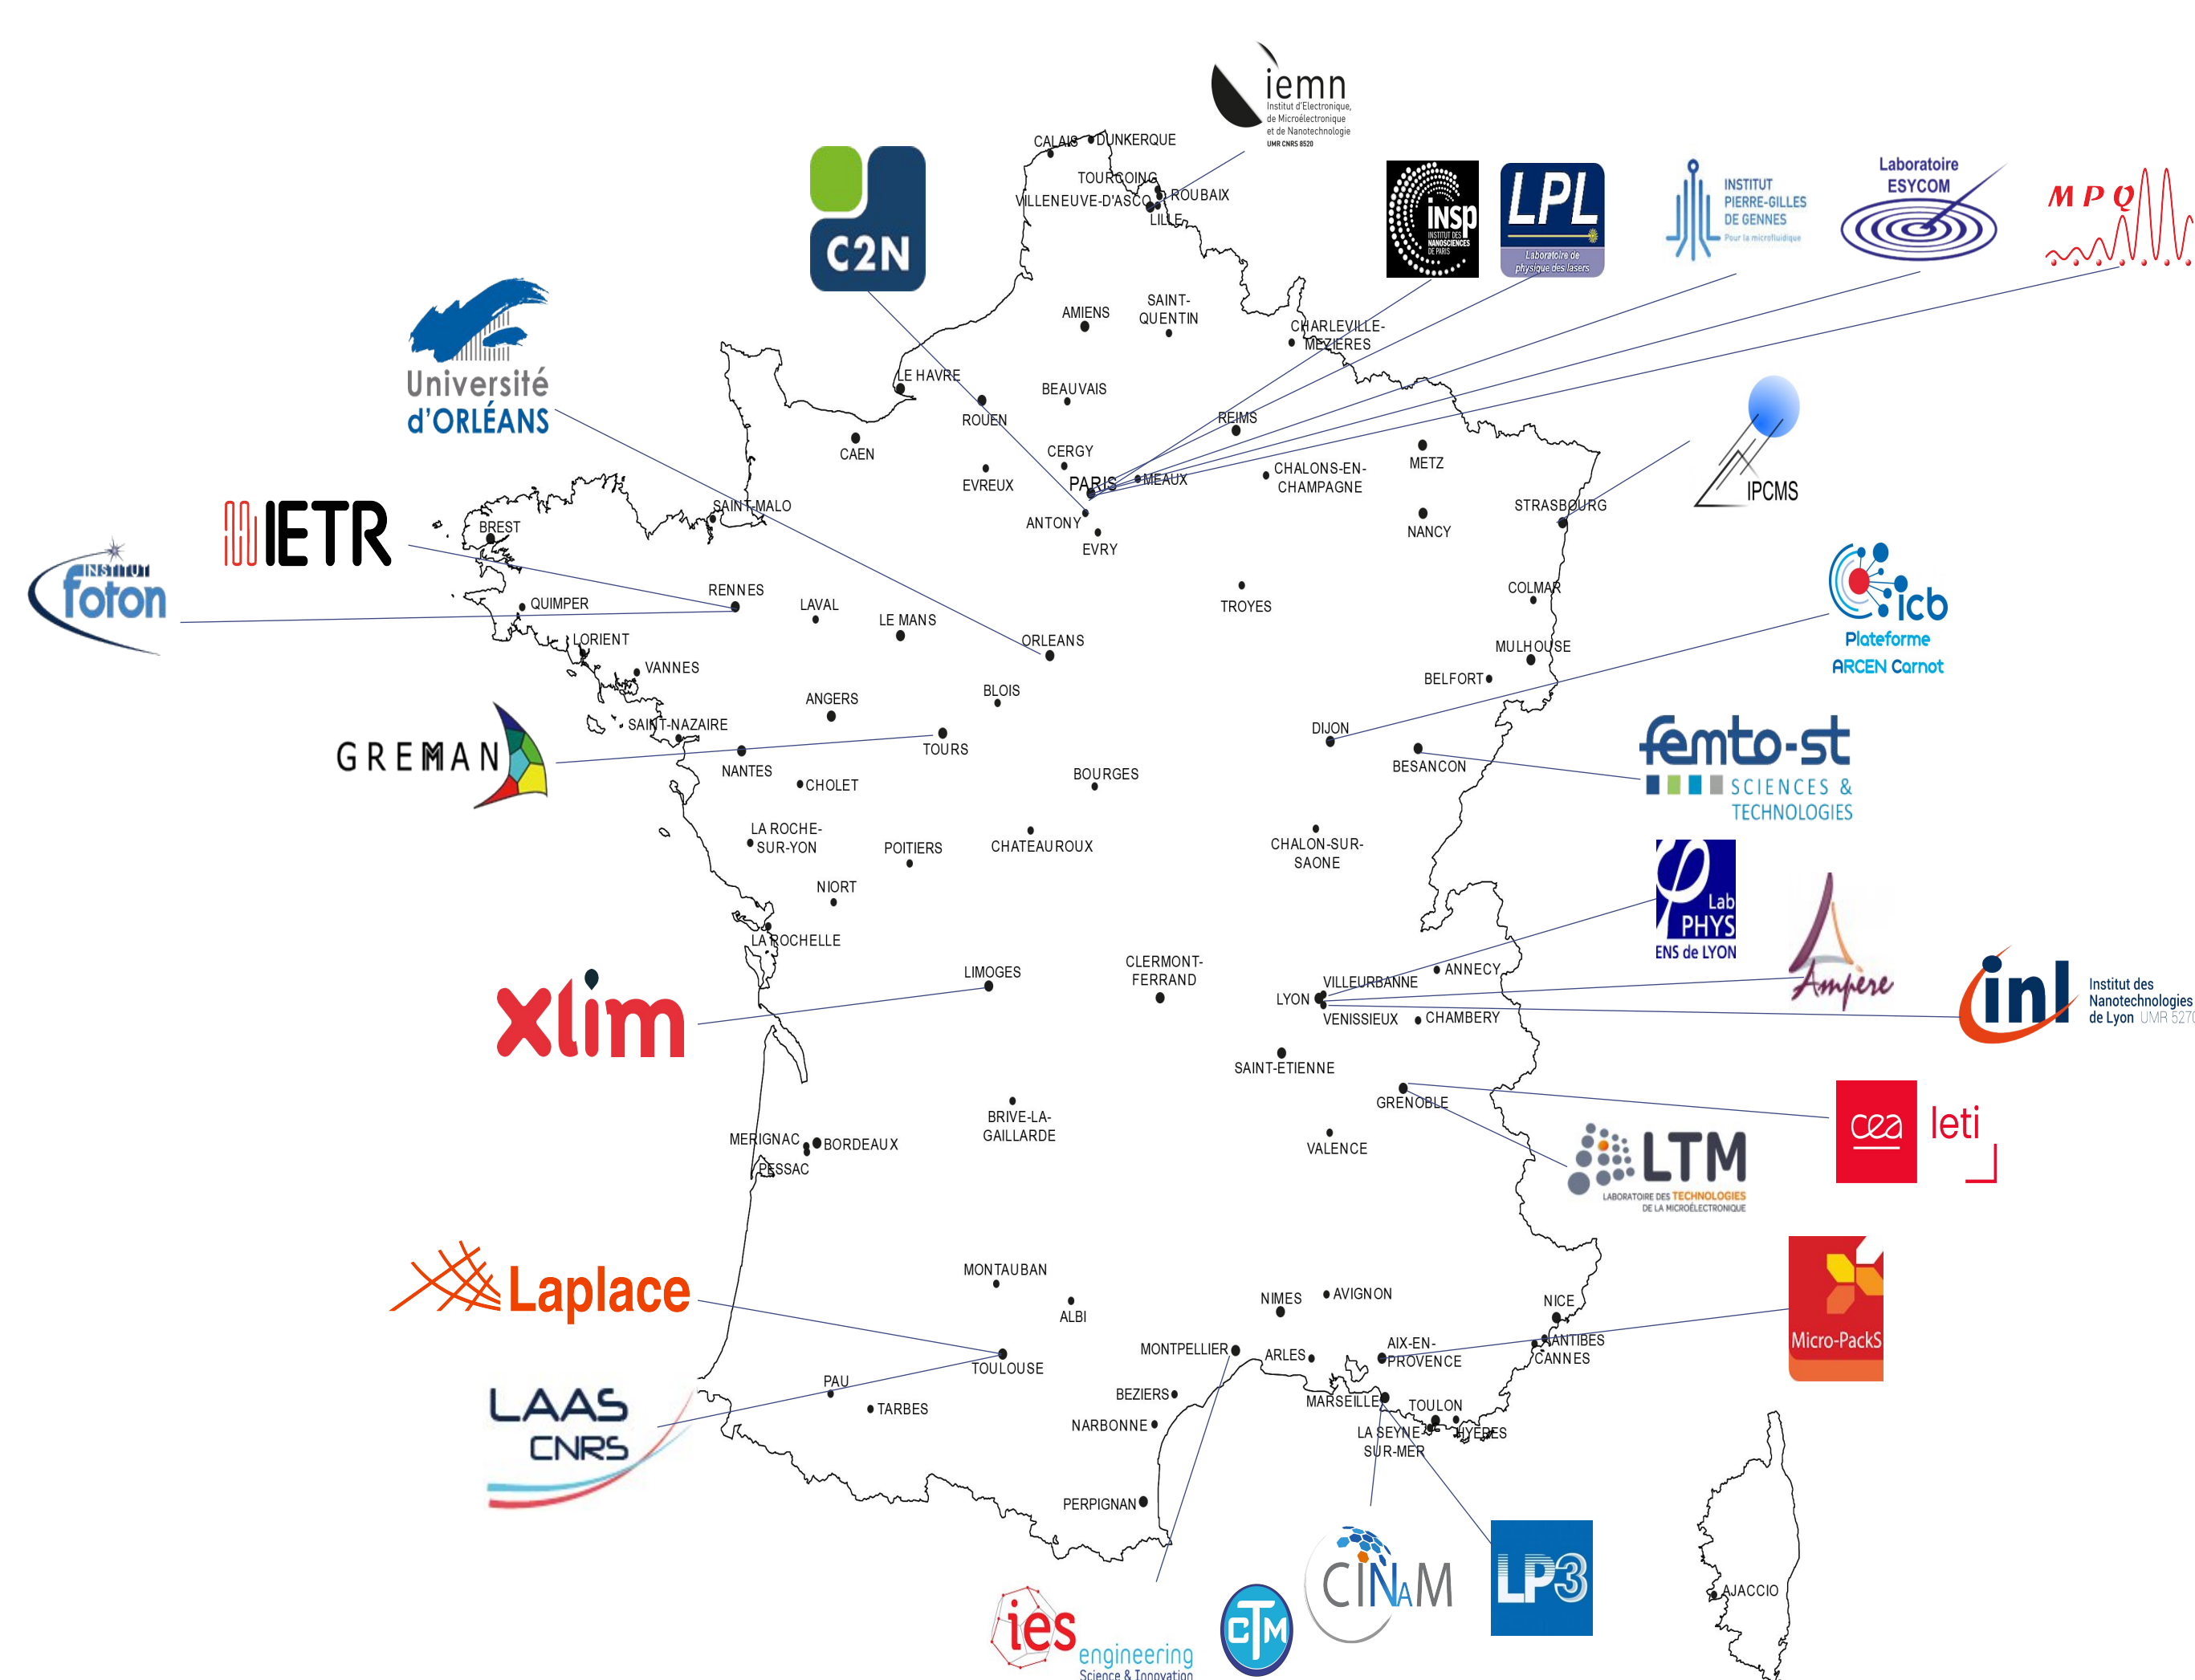 iemn
Institut d'Electronique,
de Microélectronique
et de Nanotechnologie
UMR CNRS 8520
C2N
insp
INSTITUT DES
NANOSCIENCES
DE PARIS
LPL
Laboratoire de
physique des lasers
INSTITUT
PIERRE-GILLES
DE GENNES
Pour la microfluidique
Laboratoire
ESYCOM
MPQ
Université
d'ORLÉANS
IETR
INSTITUT
foton
GREMAN
Xlim
Laplace
LAAS
CNRS
IPCMS
icb
Plateforme
ARCEN Carnot
femto-st
SCIENCES &
TECHNOLOGIES
φ
Lab
PHYS
ENS de LYON
Ampère
inl
Institut des
Nanotechnologies
de Lyon UMR 5270
cea
leti
LTM
LABORATOIRE DES TECHNOLOGIES
DE LA MICROÉLECTRONIQUE
Micro-PackS
ies
engineering
Science & Innovation
CTM
CINaM
LP3
CALAIS
DUNKERQUE
TOURCOING
ROUBAIX
VILLENEUVE-D'ASCQ
LILLE
AMIENS
SAINT-
QUENTIN
CHARLEVILLE-
MEZIERES
LE HAVRE
ROUEN
BEAUVAIS
REIMS
CAEN
CERGY
METZ
EVREUX
PARIS
MEAUX
CHALONS-EN-
CHAMPAGNE
SAINT-MALO
STRASBOURG
BREST
ANTONY
NANCY
EVRY
RENNES
LAVAL
LE MANS
TROYES
COLMAR
QUIMPER
LORIENT
ORLEANS
MULHOUSE
VANNES
BELFORT
ANGERS
BLOIS
SAINT-NAZAIRE
TOURS
DIJON
NANTES
BESANCON
CHOLET
BOURGES
LA ROCHE-
SUR-YON
POITIERS
CHATEAUROUX
CHALON-SUR-
SAONE
NIORT
LA ROCHELLE
LIMOGES
CLERMONT-
FERRAND
VILLEURBANNE
ANNECY
LYON
VENISSIEUX
CHAMBERY
SAINT-ETIENNE
GRENOBLE
BRIVE-LA-
GAILLARDE
MERIGNAC
BORDEAUX
PESSAC
VALENCE
MONTAUBAN
ALBI
NIMES
AVIGNON
NICE
TOULOUSE
MONTPELLIER
ARLES
AIX-EN-
PROVENCE
ANTIBES
CANNES
PAU
TARBES
BEZIERS
MARSEILLE
TOULON
NARBONNE
LA SEYNE-
SUR-MER
HYERES
PERPIGNAN
AJACCIO